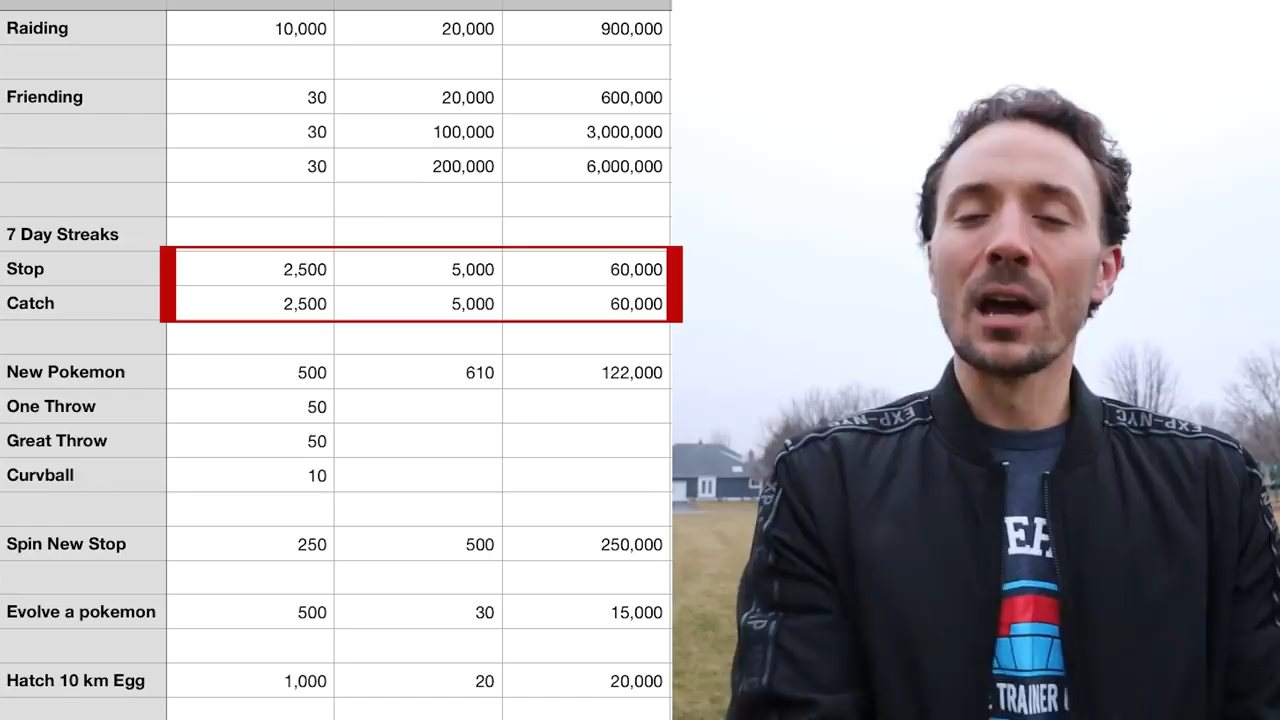 Raiding 10,000 20,000 900,000
Friending 30 20,000 600,000
30 100,000 3,000,000
30 200,000 6,000,000
7 Day Streaks
Stop 2,500 5,000 60,000
Catch 2,500 5,000 60,000
New Pokemon 500 610 122,000
One Throw 50
Great Throw 50
Curvball 10
Spin New Stop 250 500 250,000
Evolve a pokemon 500 30 15,000
Hatch 10 km Egg 1,000 20 20,000
EXP-NYC
EXP-NYC
TRAINER